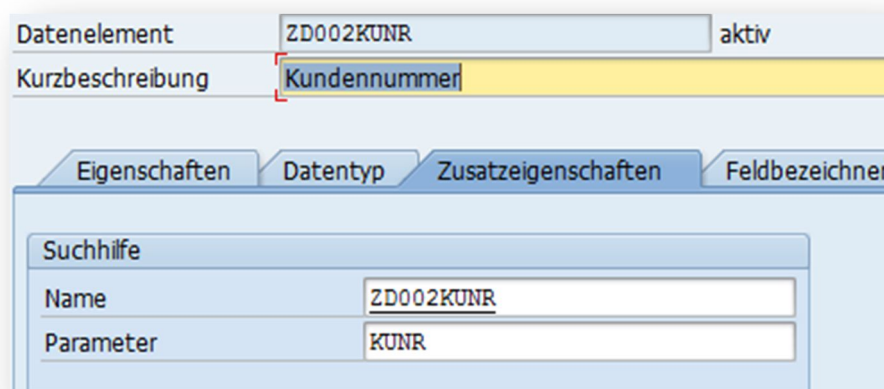 Datenelement ZD002KUNR aktiv
Kurzbeschreibung Kundennummer
Eigenschaften Datentyp Zusatzeigenschaften Feldbezeichner
Suchhilfe
Name ZD002KUNR
Parameter KUNR